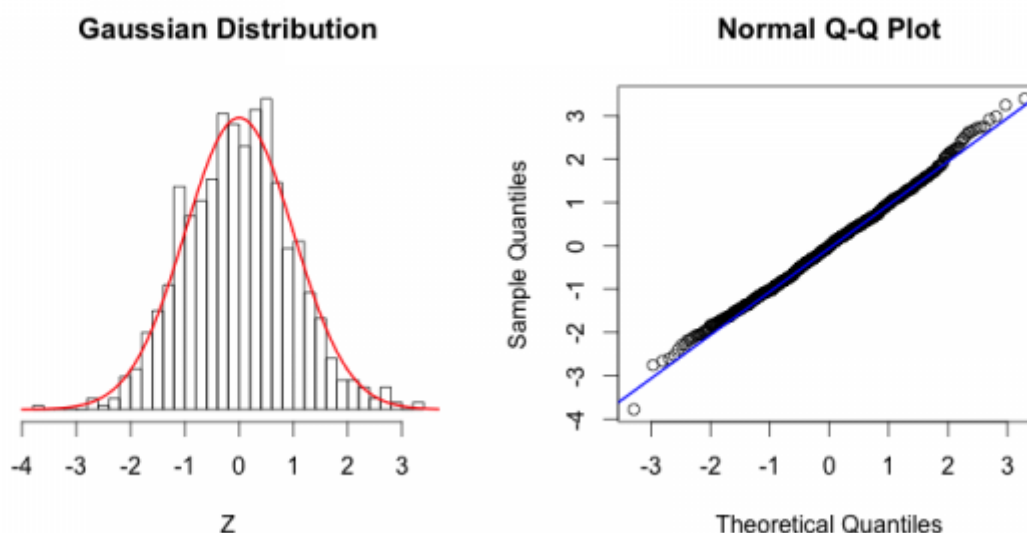 Gaussian Distribution
-4 -3 -2 -1 0 1 2 3
Z
Normal Q-Q Plot
Sample Quantiles
3
2
1
0
-1
-2
-3
-4
-3 -2 -1 0 1 2 3
Theoretical Quantiles